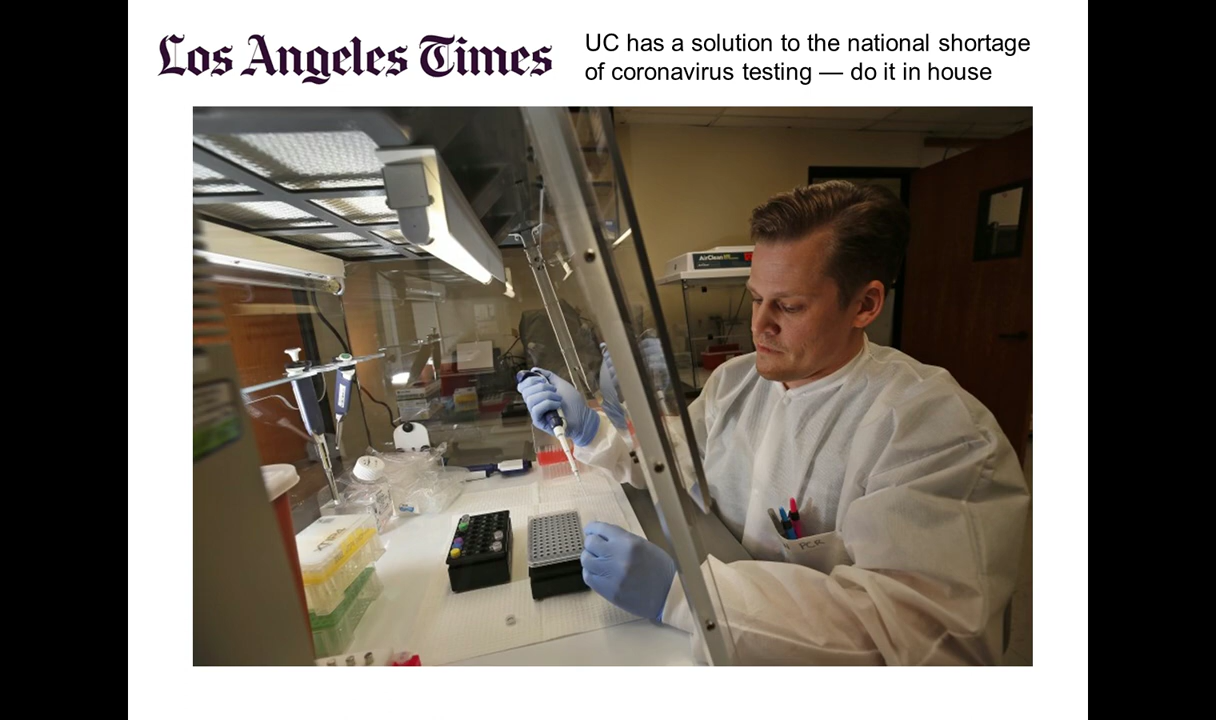 Los Angeles Times
UC has a solution to the national shortage
of coronavirus testing — do it in house
AirClean
PCR